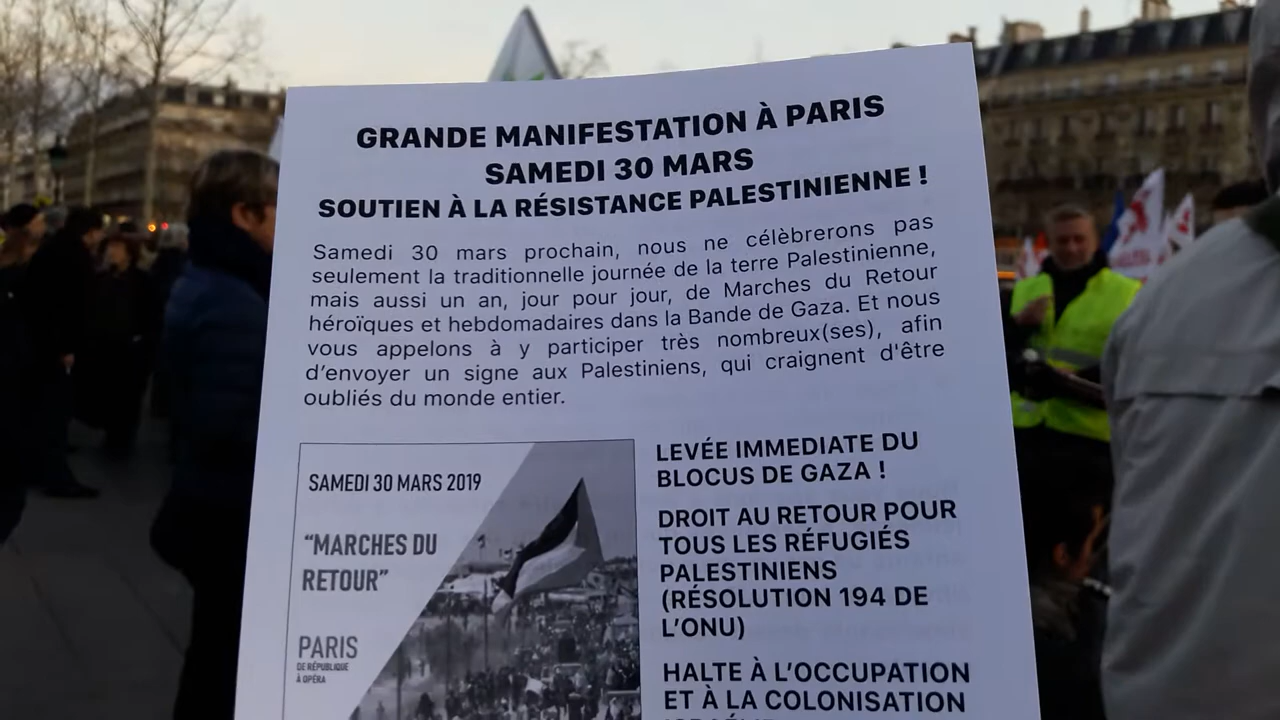 GRANDE MANIFESTATION À PARIS
SAMEDI 30 MARS
SOUTIEN À LA RÉSISTANCE PALESTINIENNE !
Samedi 30 mars prochain, nous ne célèbrerons pas
seulement la traditionnelle journée de la terre Palestinienne,
mais aussi un an, jour pour jour, de Marches du Retour
héroïques et hebdomadaires dans la Bande de Gaza. Et nous
vous appelons à y participer très nombreux(ses), afin
d'envoyer un signe aux Palestiniens, qui craignent d'être
oubliés du monde entier.
SAMEDI 30 MARS 2019
“MARCHES DU
RETOUR”
PARIS
DE RÉPUBLIQUE
À OPÉRA
LEVÉE IMMEDIATE DU
BLOCUS DE GAZA !
DROIT AU RETOUR POUR
TOUS LES RÉFUGIÉS
PALESTINIENS
(RÉSOLUTION 194 DE
L'ONU)
HALTE À L'OCCUPATION
ET À LA COLONISATION